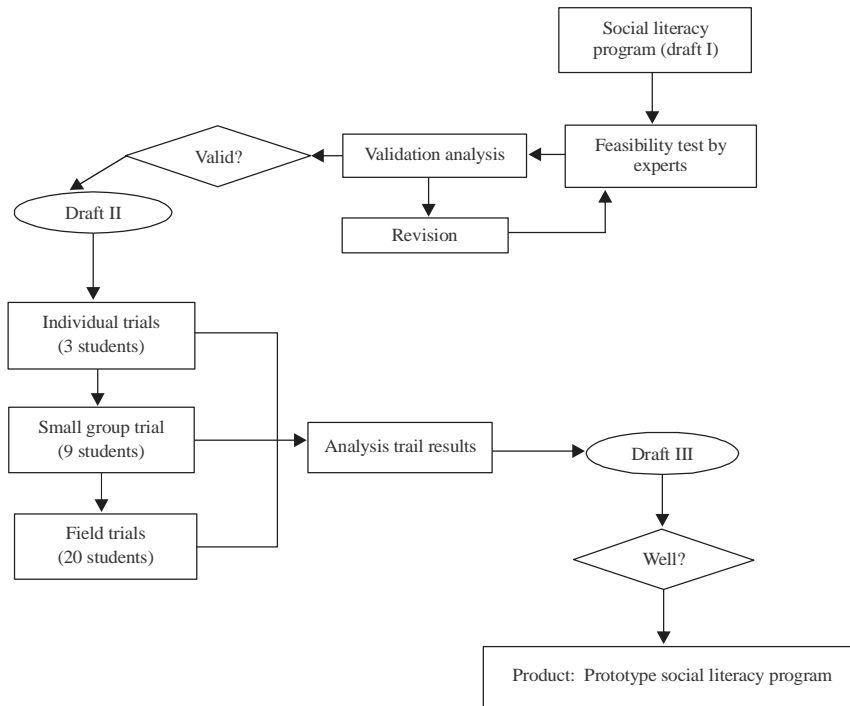 Social literacy
program (draft I)
Feasibility test by
experts
Validation analysis
Valid?
Revision
Draft II
Individual trials
(3 students)
Small group trial
(9 students)
Field trials
(20 students)
Analysis trail results
Draft III
Well?
Product: Prototype social literacy program